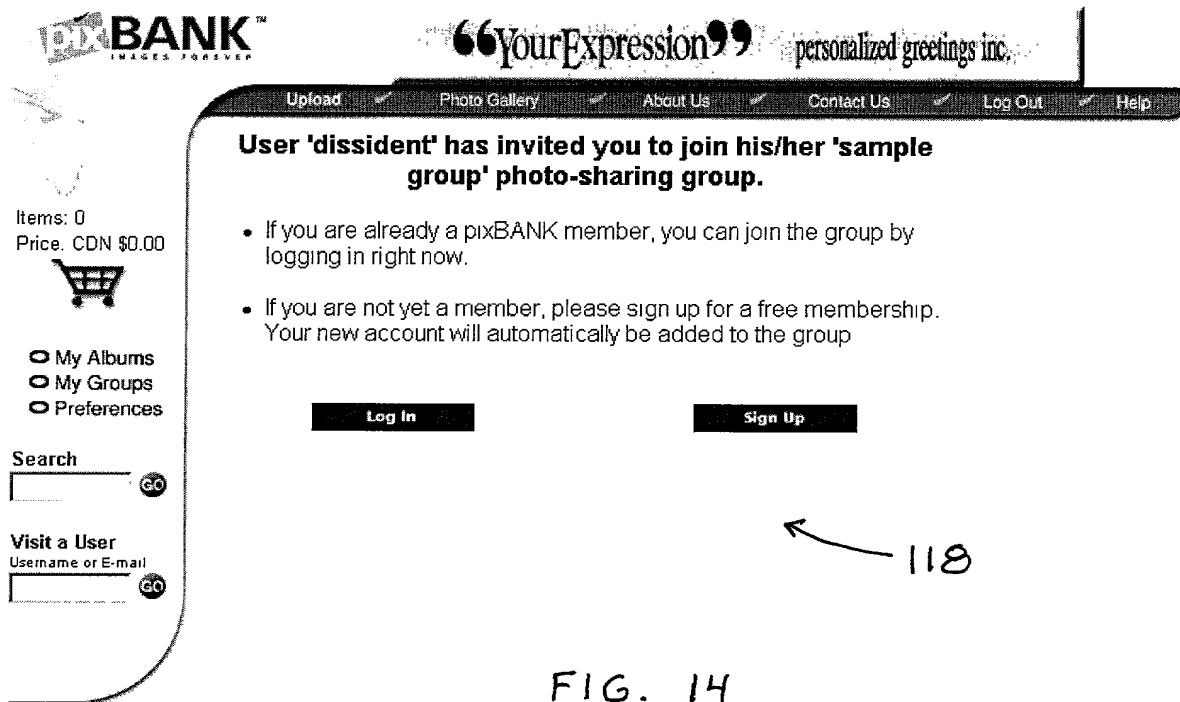 pixBANK™
IMAGES FOREVER
“YourExpression” personalized greetings inc.
Upload Photo Gallery About Us Contact Us Log Out Help
User 'dissident' has invited you to join his/her 'sample
group' photo-sharing group.
Items: 0
Price. CDN $0.00
• If you are already a pixBANK member, you can join the group by
logging in right now.
• If you are not yet a member, please sign up for a free membership.
Your new account will automatically be added to the group
My Albums
My Groups
Preferences
Log In Sign Up
Search
GO
Visit a User
Username or E-mail
GO
118
FIG. 14